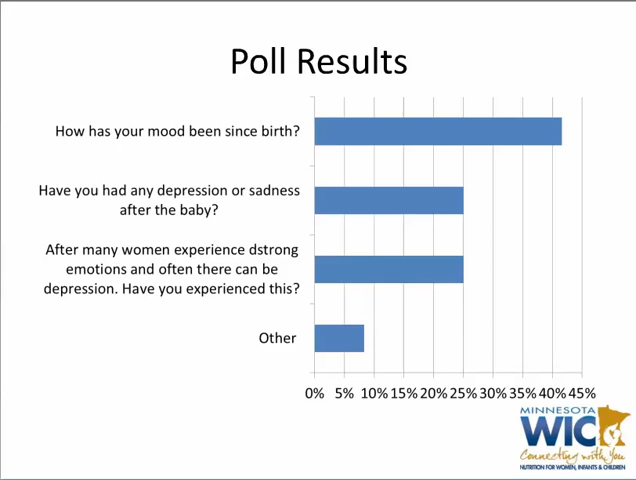 Poll Results
How has your mood been since birth?
Have you had any depression or sadness
after the baby?
After many women experience dstrong
emotions and often there can be
depression. Have you experienced this?
Other
0% 5% 10% 15% 20% 25% 30% 35% 40% 45%
MINNESOTA
WIC
Connecting with You
NUTRITION FOR WOMEN, INFANTS & CHILDREN